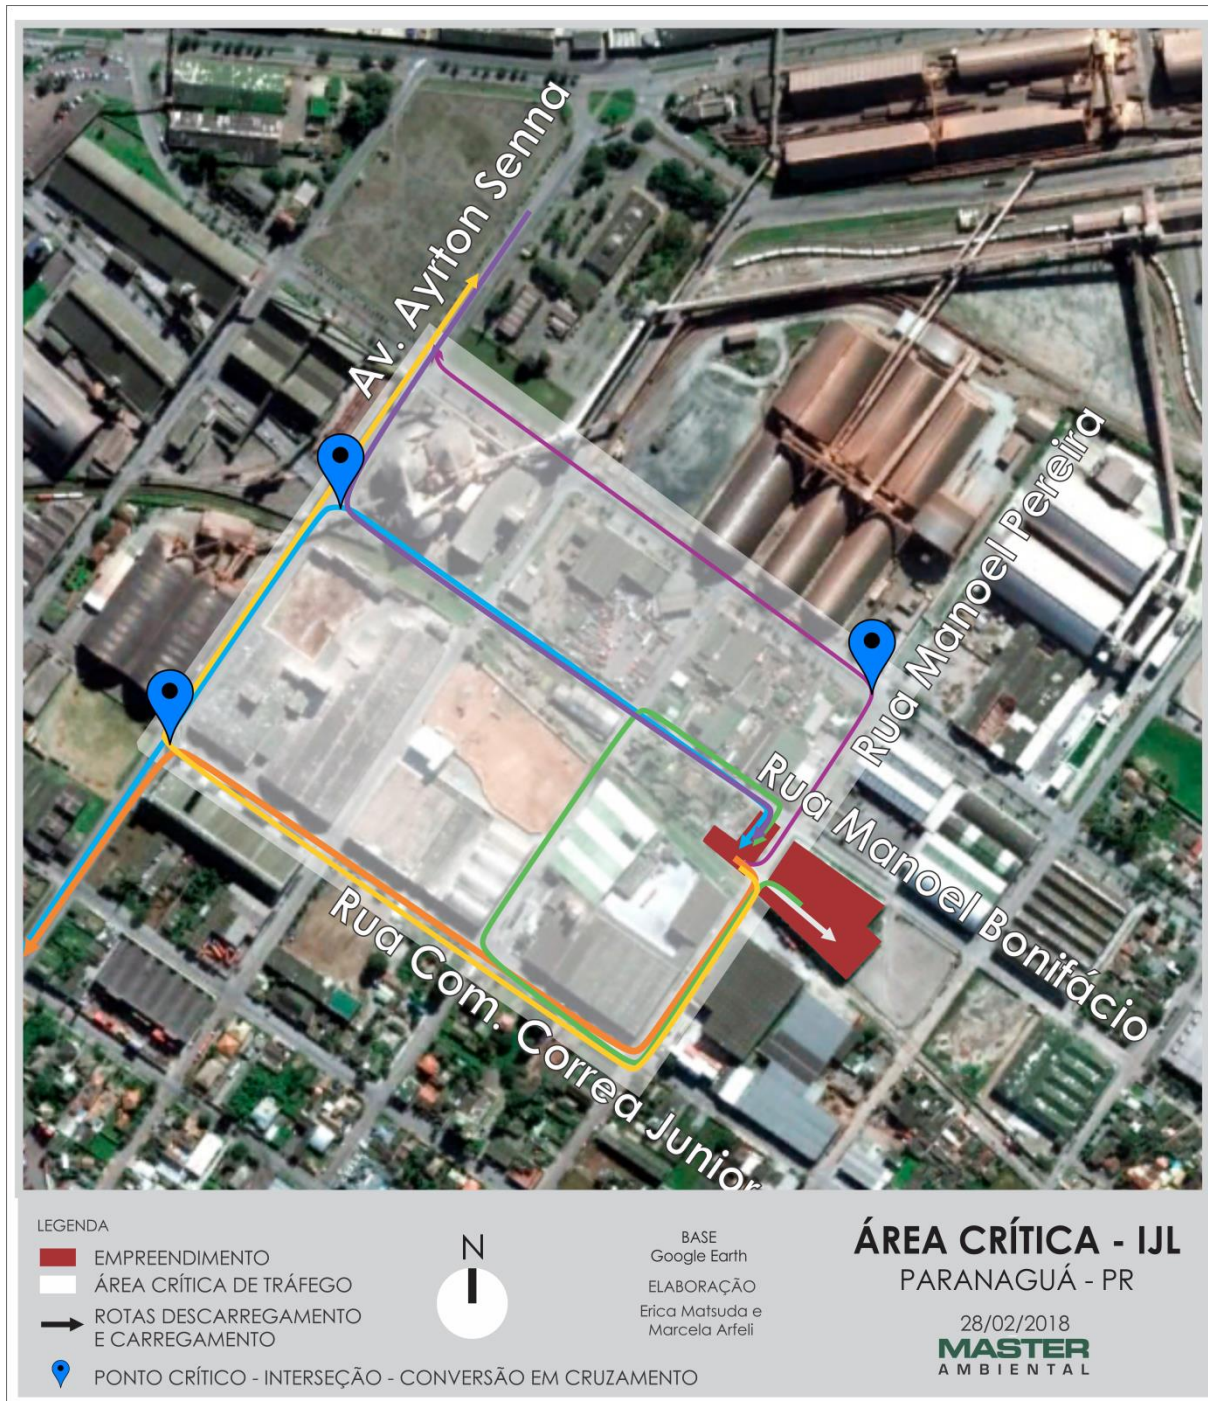 Av. Ayrton Senna
Rua Manoel Pereira
Rua Manoel Bonifácio
Rua Com. Correa Junior
LEGENDA
EMPREENDIMENTO
ÁREA CRÍTICA DE TRÁFEGO
ROTAS DESCARREGAMENTO
E CARREGAMENTO
PONTO CRÍTICO - INTERSEÇÃO - CONVERSÃO EM CRUZAMENTO
N
BASE
Google Earth
ELABORAÇÃO
Erica Matsuda e
Marcela Arfeli
ÁREA CRÍTICA - IJL
PARANAGUÁ - PR
28/02/2018
MASTER
AMBIENTAL